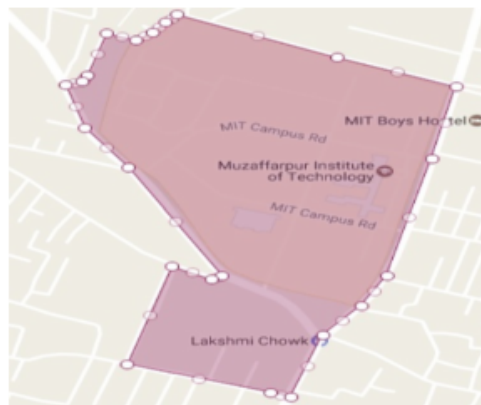 MIT Campus Rd
MIT Boys Hostel
Muzaffarpur Institute
of Technology
MIT Campus Rd
Lakshmi Chowk